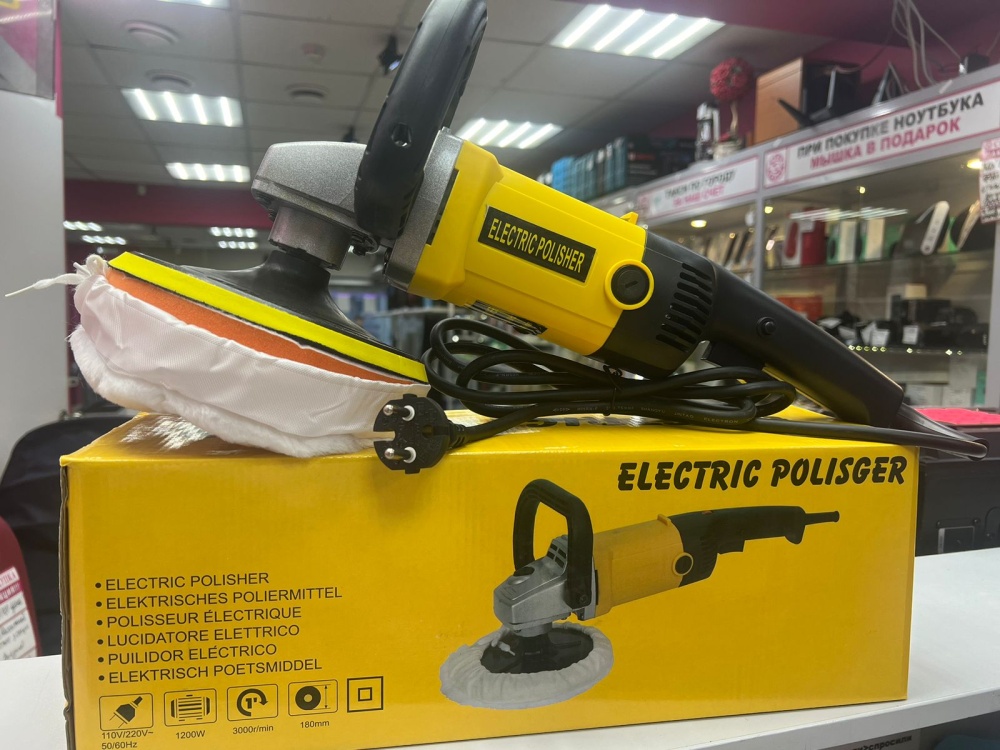 ПРИ ПОКУПКЕ НОУТБУКА
МЫШКА В ПОДАРОК
ELECTRIC POLISHER
ELECTRIC POLISGER
• ELECTRIC POLISHER
• ELEKTRISCHES POLIERMITTEL
• POLISSEUR ÉLECTRIQUE
• LUCIDATORE ELETTRICO
• PUILIDOR ELÉCTRICO
• ELEKTRISCH POETSMIDDEL
110V/220V~
50/60Hz
1200W
3000r/min
180mm